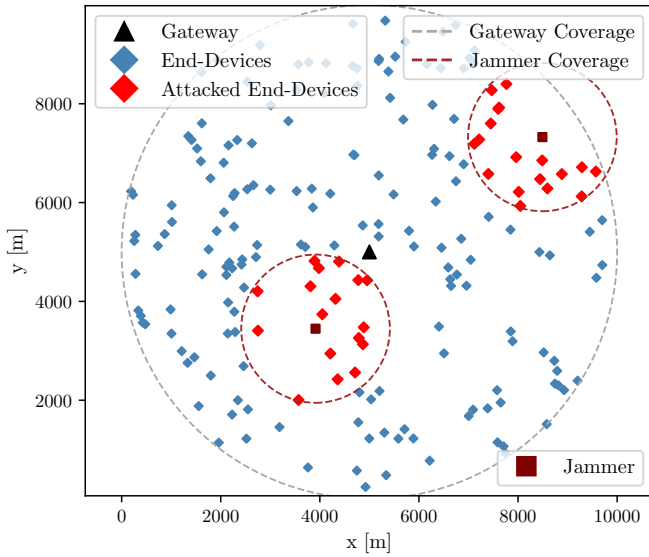 Gateway
End-Devices
Attacked End-Devices
Gateway Coverage
Jammer Coverage
Jammer
y [m]
8000
6000
4000
2000
0 2000 4000 6000 8000 10000
x [m]